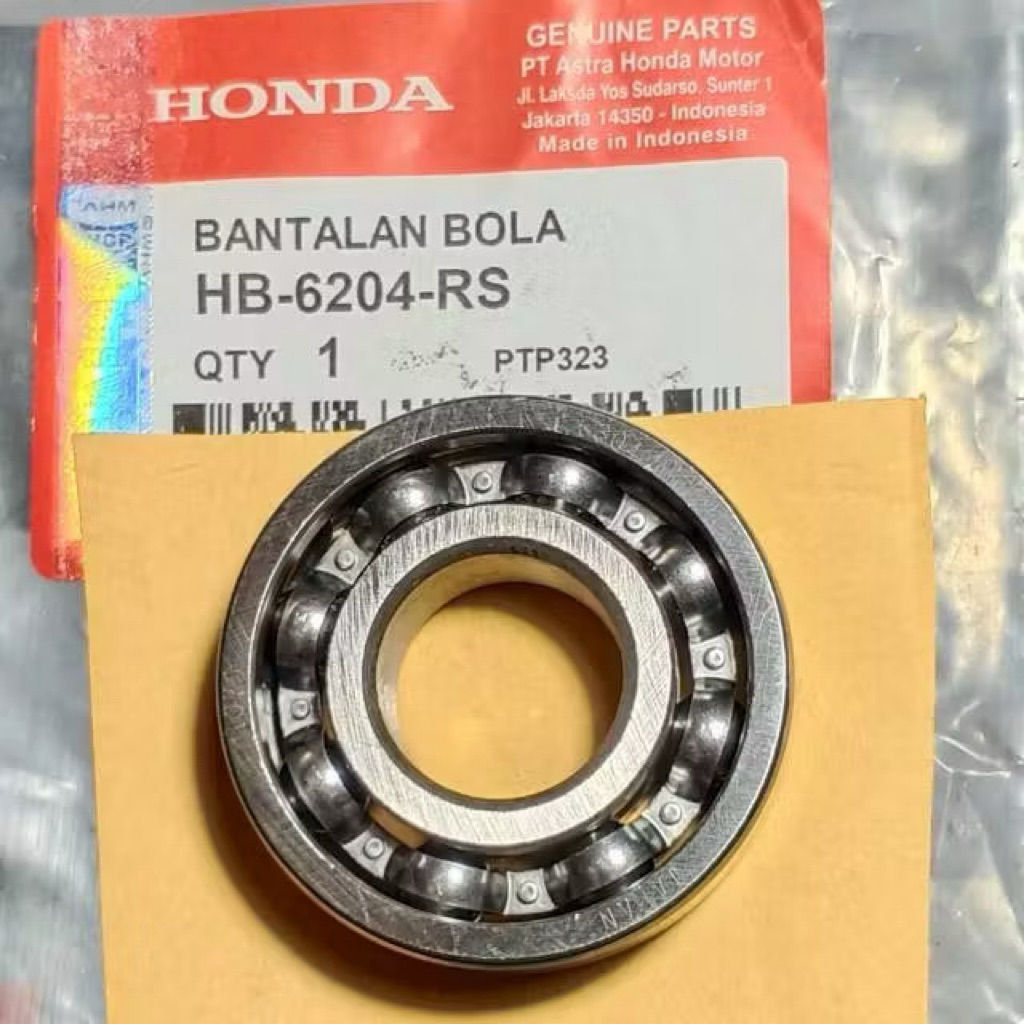 HONDA
GENUINE PARTS
PT Astra Honda Motor
Jl. Laksda Yos Sudarso, Sunter 1
Jakarta 14350 - Indonesia
Made in Indonesia
BANTALAN BOLA
HB-6204-RS
QTY 1
PTP323